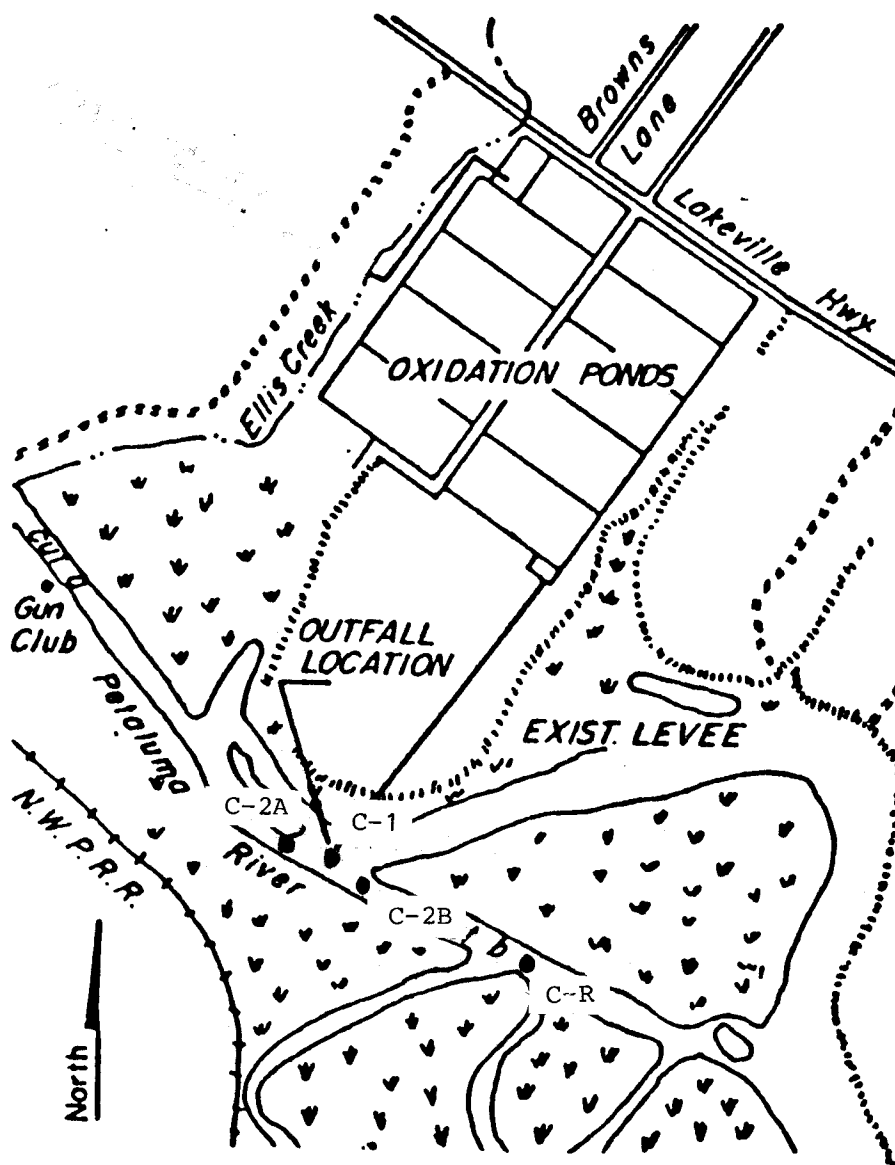 Browns
Lane
Lakeville
Hwy
Ellis Creek
OXIDATION PONDS
Gun
Club
OUTFALL
LOCATION
Petaluma
River
EXIST. LEVEE
N.W.P.R.R.
C-2A
C-1
C-2B
C-R
North